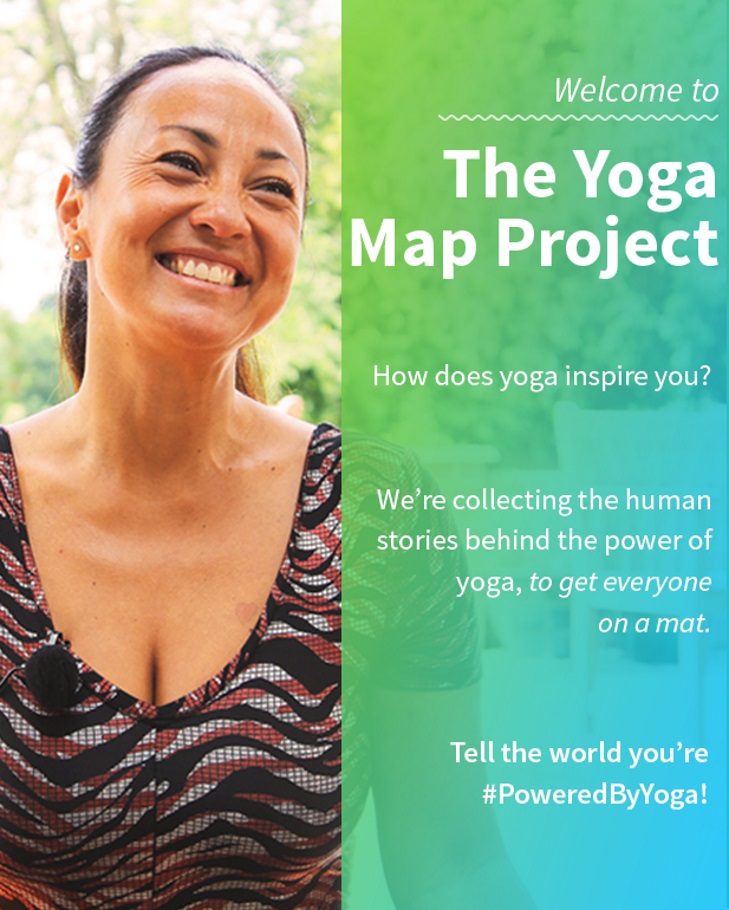 Welcome to
The Yoga
Map Project
How does yoga inspire you?
We’re collecting the human
stories behind the power of
yoga, to get everyone
on a mat.
Tell the world you’re
#PoweredByYoga!